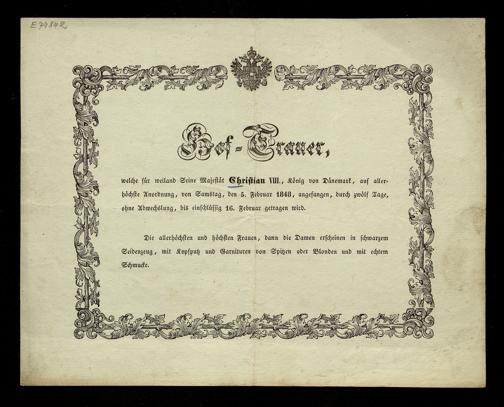 E 74842
Hof-Trauer,
welche für weiland Seine Majestät Christian VIII., König von Dänemark, auf aller-
höchste Anordnung, von Samstag, den 5. Februar 1848, angefangen, durch zwölf Tage,
ohne Abwechslung, bis einschlüssig 16. Februar getragen wird.
Die allerhöchsten und höchsten Frauen, dann die Damen erscheinen in schwarzem
Seidenzeug, mit Kopfputz und Garnituren von Spitzen oder Blonden und mit echtem
Schmucke.